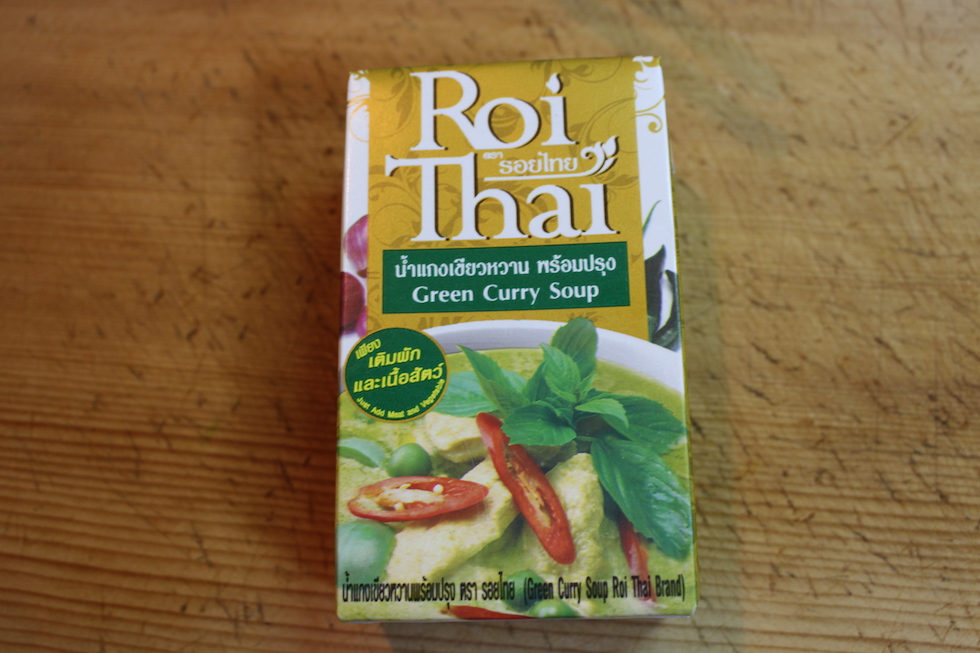 Roi
ตรา รอยไทย
Thai
น้ำแกงเขียวหวาน พร้อมปรุง
Green Curry Soup
เพียง
เติมผัก
และเนื้อสัตว์
Just Add Meat and Vegetable
น้ำแกงเขียวหวานพร้อมปรุง ตรา รอยไทย (Green Curry Soup Roi Thai Brand)